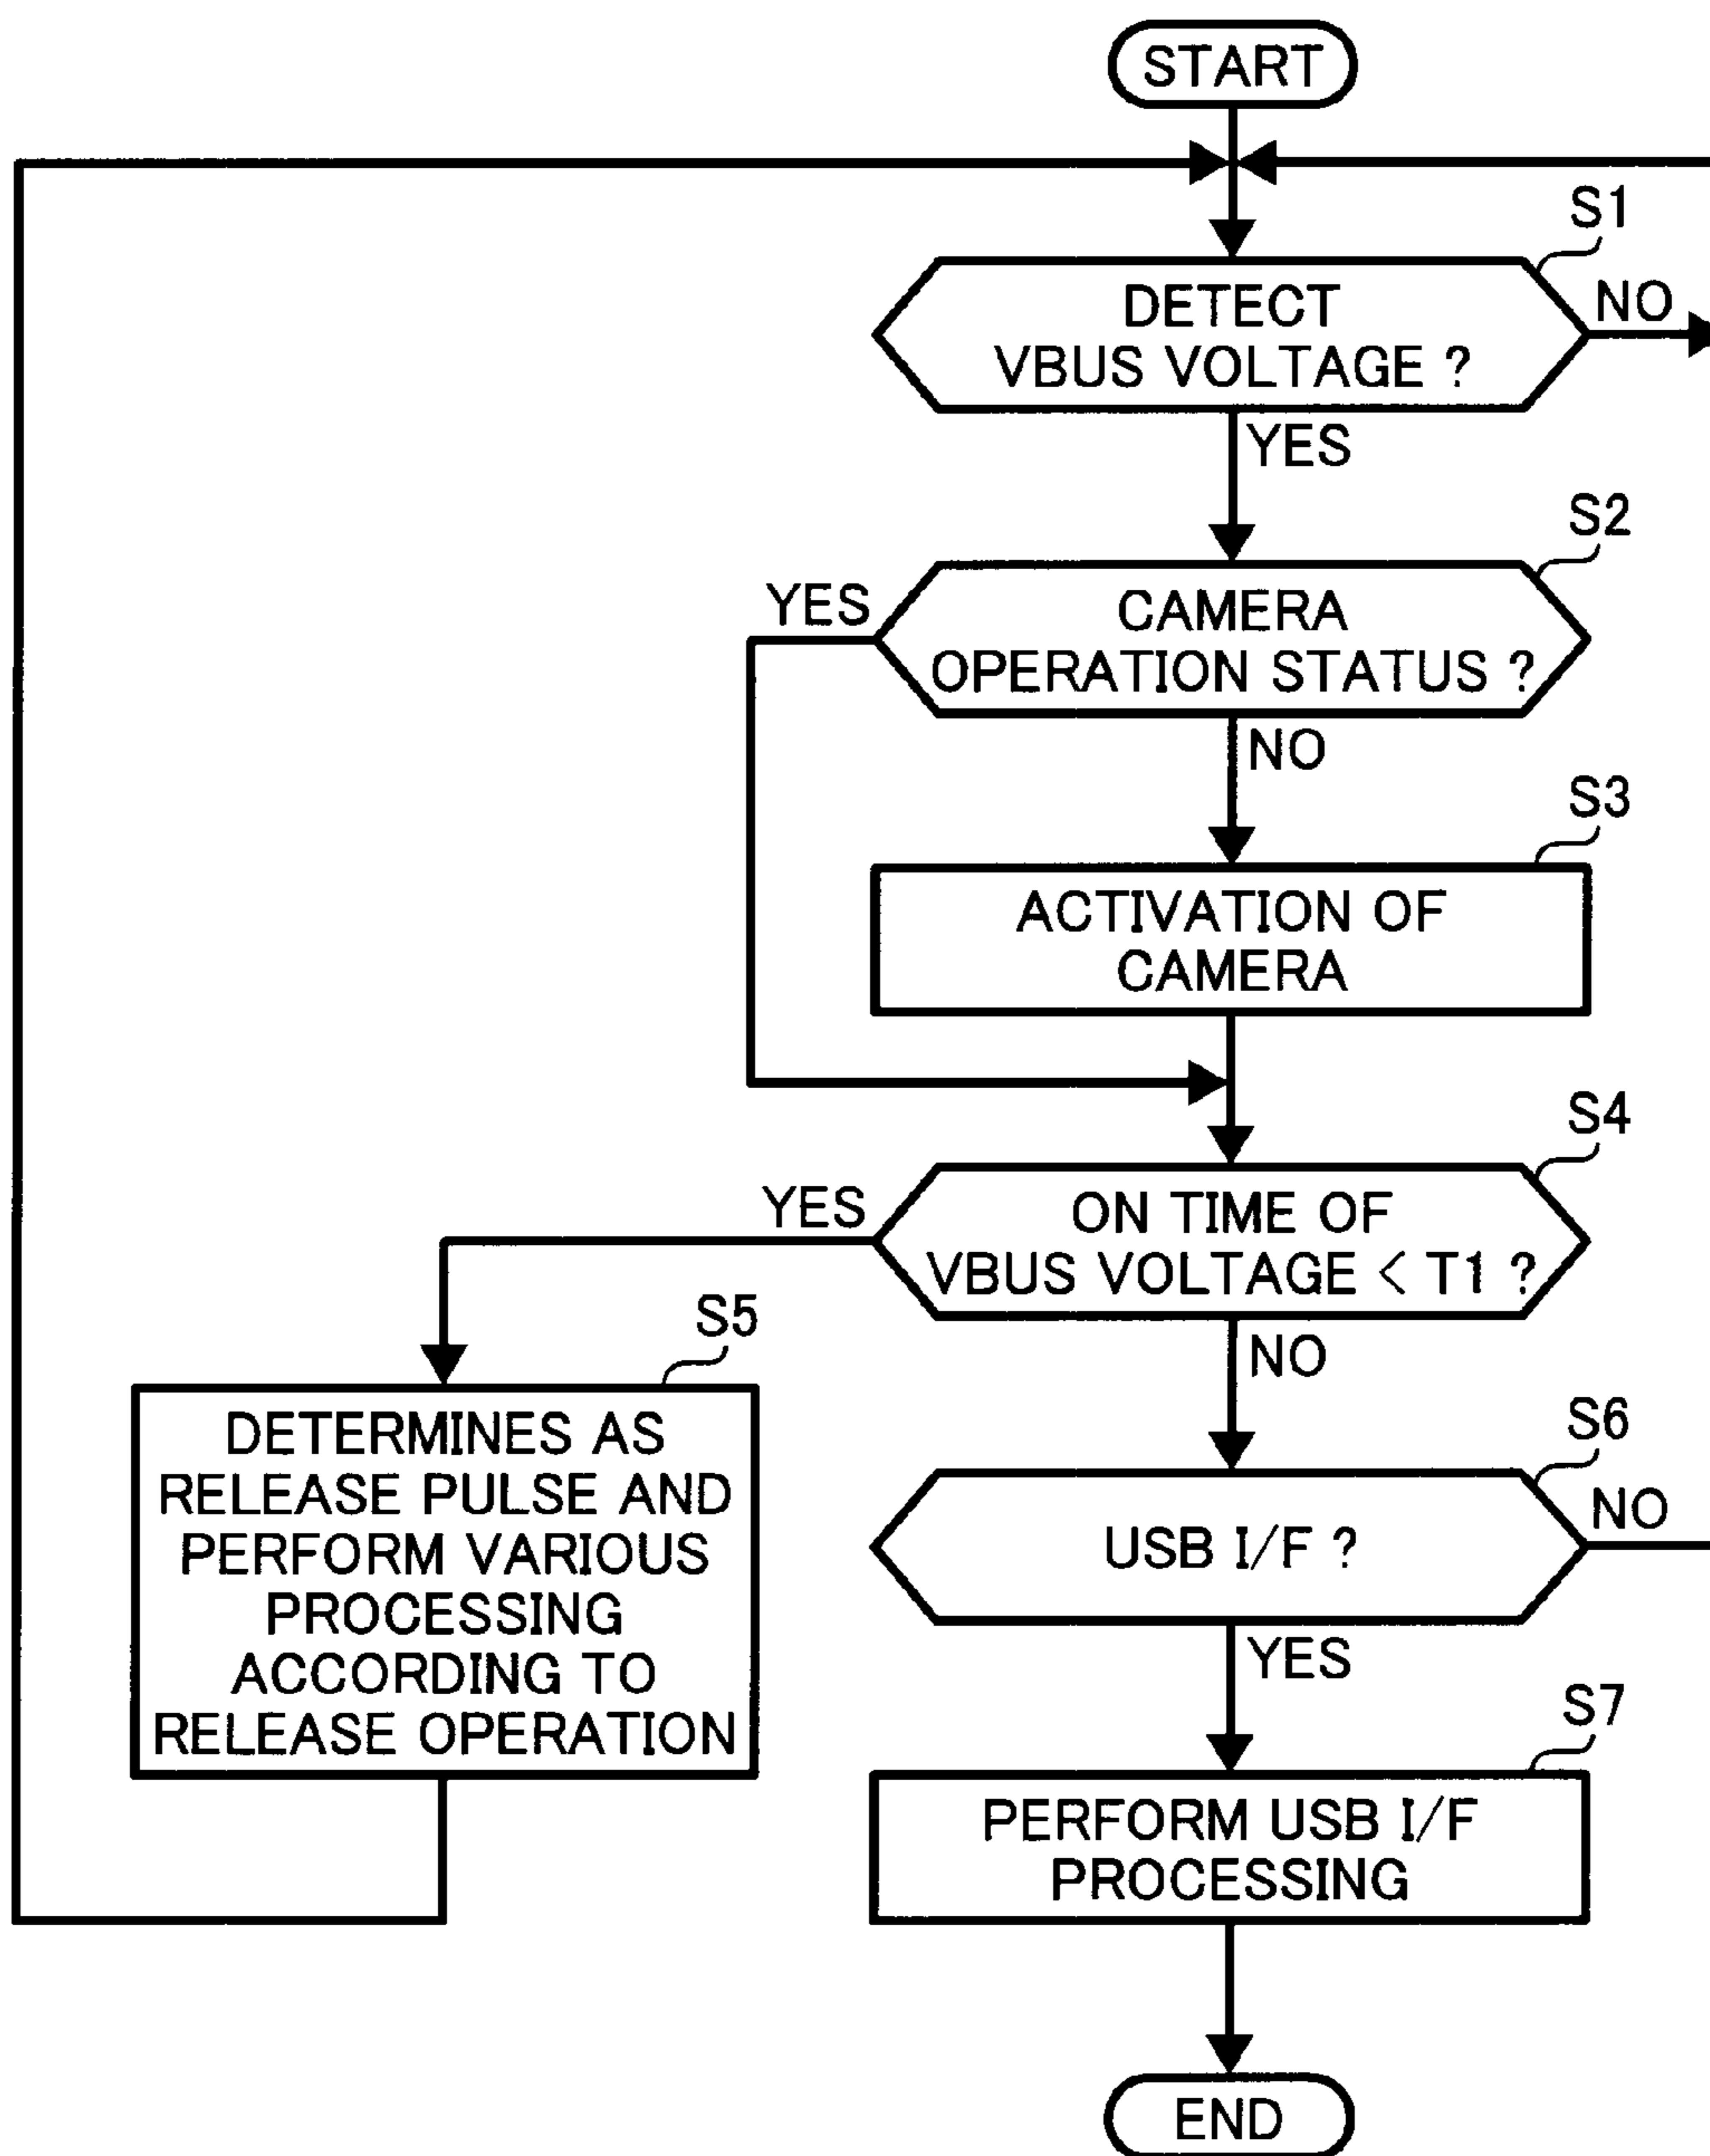 START
S1
DETECT
VBUS VOLTAGE ?
NO
YES
S2
YES
CAMERA
OPERATION STATUS ?
NO
S3
ACTIVATION OF
CAMERA
S4
YES
ON TIME OF
VBUS VOLTAGE < T1 ?
NO
S5
DETERMINES AS
RELEASE PULSE AND
PERFORM VARIOUS
PROCESSING
ACCORDING TO
RELEASE OPERATION
S6
USB I/F ?
NO
YES
S7
PERFORM USB I/F
PROCESSING
END